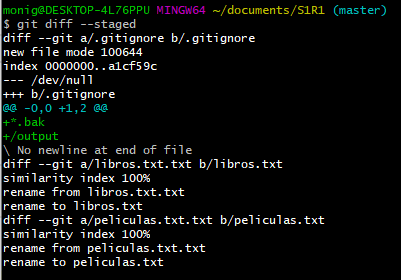 monig@DESKTOP-4L76PPU MINGW64 ~/documents/S1R1 (master)
$ git diff --staged
diff --git a/.gitignore b/.gitignore
new file mode 100644
index 0000000..a1cf59c
--- /dev/null
+++ b/.gitignore
@@ -0,0 +1,2 @@
+*.bak
+/output
\ No newline at end of file
diff --git a/libros.txt.txt b/libros.txt
similarity index 100%
rename from libros.txt.txt
rename to libros.txt
diff --git a/peliculas.txt.txt b/peliculas.txt
similarity index 100%
rename from peliculas.txt.txt
rename to peliculas.txt